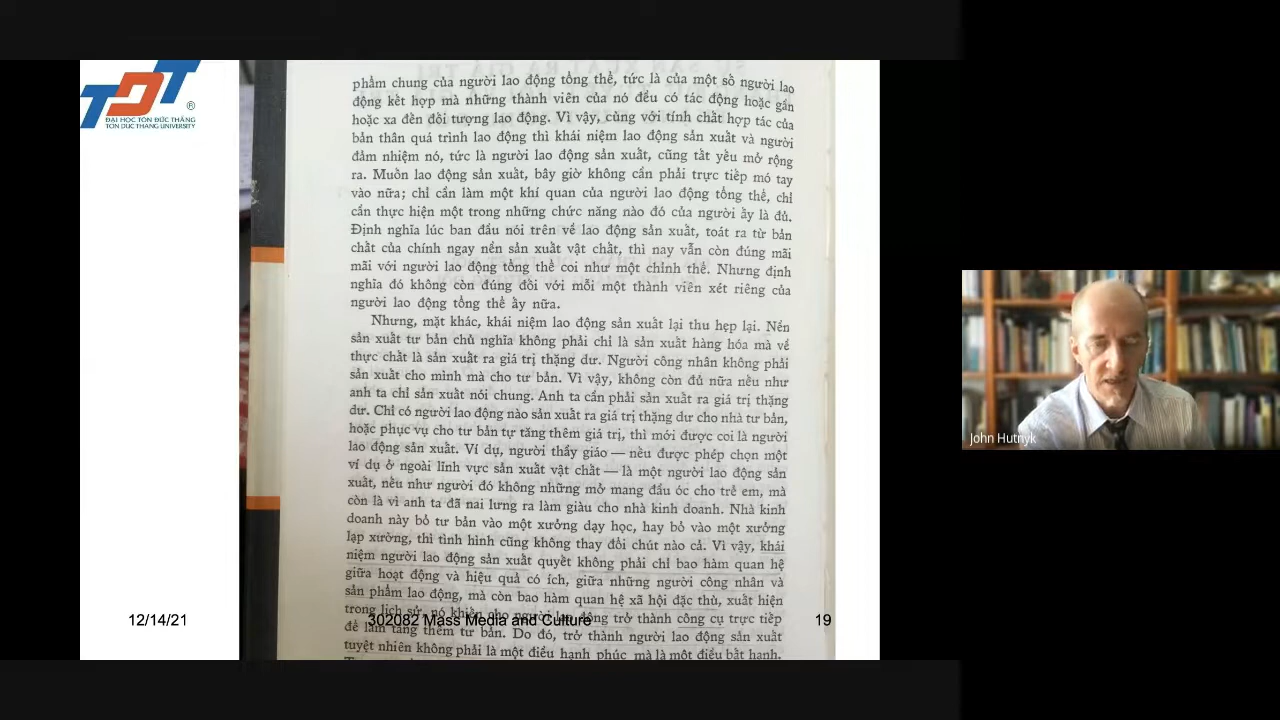 TDT®
ĐẠI HỌC TÔN ĐỨC THẮNG
TON DUC THANG UNIVERSITY
phẩm chung của người lao động tổng thể, tức là của một số người lao
động kết hợp mà những thành viên của nó đều có tác động hoặc gần
hoặc xa đến đối tượng lao động. Vì vậy, cùng với tính chất hợp tác của
bản thân quá trình lao động thì khái niệm lao động sản xuất và người
đảm nhiệm nó, tức là người lao động sản xuất, cũng tất yếu mở rộng
ra. Muốn lao động sản xuất, bây giờ không cần phải trực tiếp mó tay
vào nữa; chỉ cần làm một khí quan của người lao động tổng thể, chỉ
cần thực hiện một trong những chức năng nào đó của người ấy là đủ.
Định nghĩa lúc ban đầu nói trên về lao động sản xuất, toát ra từ bản
chất của chính ngay nền sản xuất vật chất, thì nay vẫn còn đúng mãi
mãi với người lao động tổng thể coi như một chỉnh thể. Nhưng định
nghĩa đó không còn đúng đối với mỗi một thành viên xét riêng của
người lao động tổng thể ấy nữa.
Nhưng, mặt khác, khái niệm lao động sản xuất lại thu hẹp lại. Nền
sản xuất tư bản chủ nghĩa không phải chỉ là sản xuất hàng hóa mà về
thực chất là sản xuất ra giá trị thặng dư. Người công nhân không phải
sản xuất cho mình mà cho tư bản. Vì vậy, không còn đủ nữa nếu như
anh ta chỉ sản xuất nói chung. Anh ta cần phải sản xuất ra giá trị thặng
dư. Chỉ có người lao động nào sản xuất ra giá trị thặng dư cho nhà tư bản,
hoặc phục vụ cho tư bản tự tăng thêm giá trị, thì mới được coi là người
lao động sản xuất. Ví dụ, người thầy giáo — nếu được phép chọn một
ví dụ ở ngoài lĩnh vực sản xuất vật chất — là một người lao động sản
xuất, nếu như người đó không những mở mang đầu óc cho trẻ em, mà
còn là vì anh ta đã nai lưng ra làm giàu cho nhà kinh doanh. Nhà kinh
doanh này bỏ tư bản vào một xưởng dạy học, hay bỏ vào một xưởng
lạp xường, thì tình hình cũng không thay đổi chút nào cả. Vì vậy, khái
niệm người lao động sản xuất quyết không phải chỉ bao hàm quan hệ
giữa hoạt động và hiệu quả có ích, giữa những người công nhân và
sản phẩm lao động, mà còn bao hàm quan hệ xã hội đặc thù, xuất hiện
trong lịch sử, nó khiến cho người lao động trở thành công cụ trực tiếp
để làm tăng thêm tư bản. Do đó, trở thành người lao động sản xuất
tuyệt nhiên không phải là một điều hạnh phúc mà là một điều bất hạnh.
12/14/21
302082 Mass Media and Culture
19
John Hutnyk